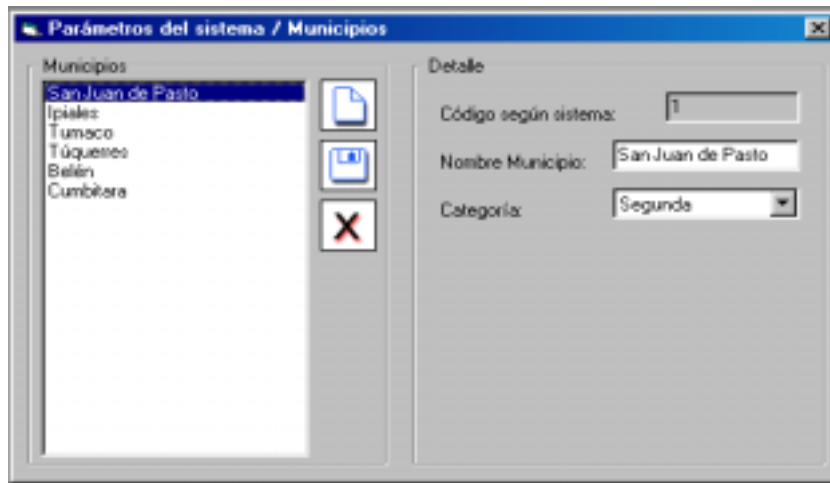 Parámetros del sistema / Municipios
Municipios
San Juan de Pasto
Ipiales
Tumaco
Túquerres
Belén
Cumbitara
Detalle
Código según sistema: 1
Nombre Municipio: San Juan de Pasto
Categoría: Segunda